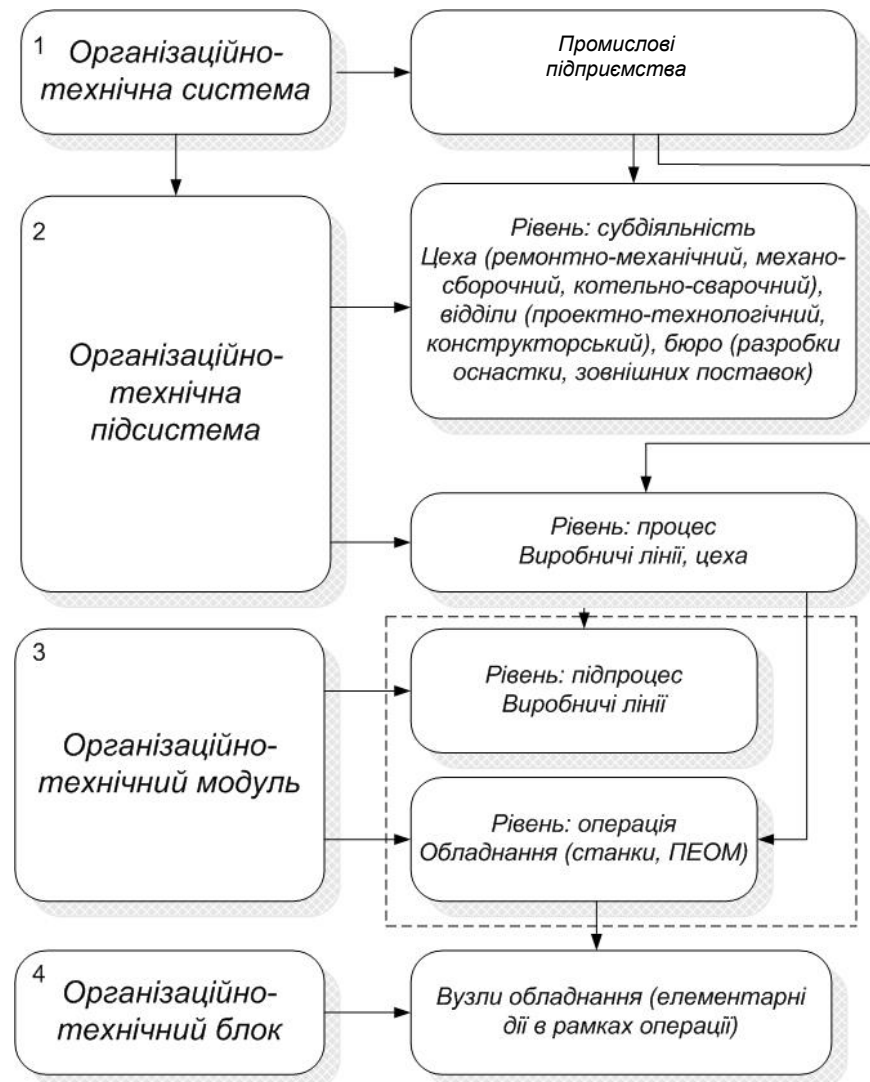 1
Організаційно-
технічна система
Промислові
підприємства
2
Організаційно-
технічна
підсистема
Рівень: субдіяльність
Цеха (ремонтно-механічний, механо-
сборочний, котельно-сварочний),
відділи (проектно-технологічний,
конструкторський), бюро (разробки
оснастки, зовнішних поставок)
Рівень: процес
Виробничі лінії, цеха
3
Організаційно-
технічний модуль
Рівень: підпроцес
Виробничі лінії
Рівень: операція
Обладнання (станки, ПЕОМ)
4
Організаційно-
технічний блок
Вузли обладнання (елементарні
дії в рамках операції)